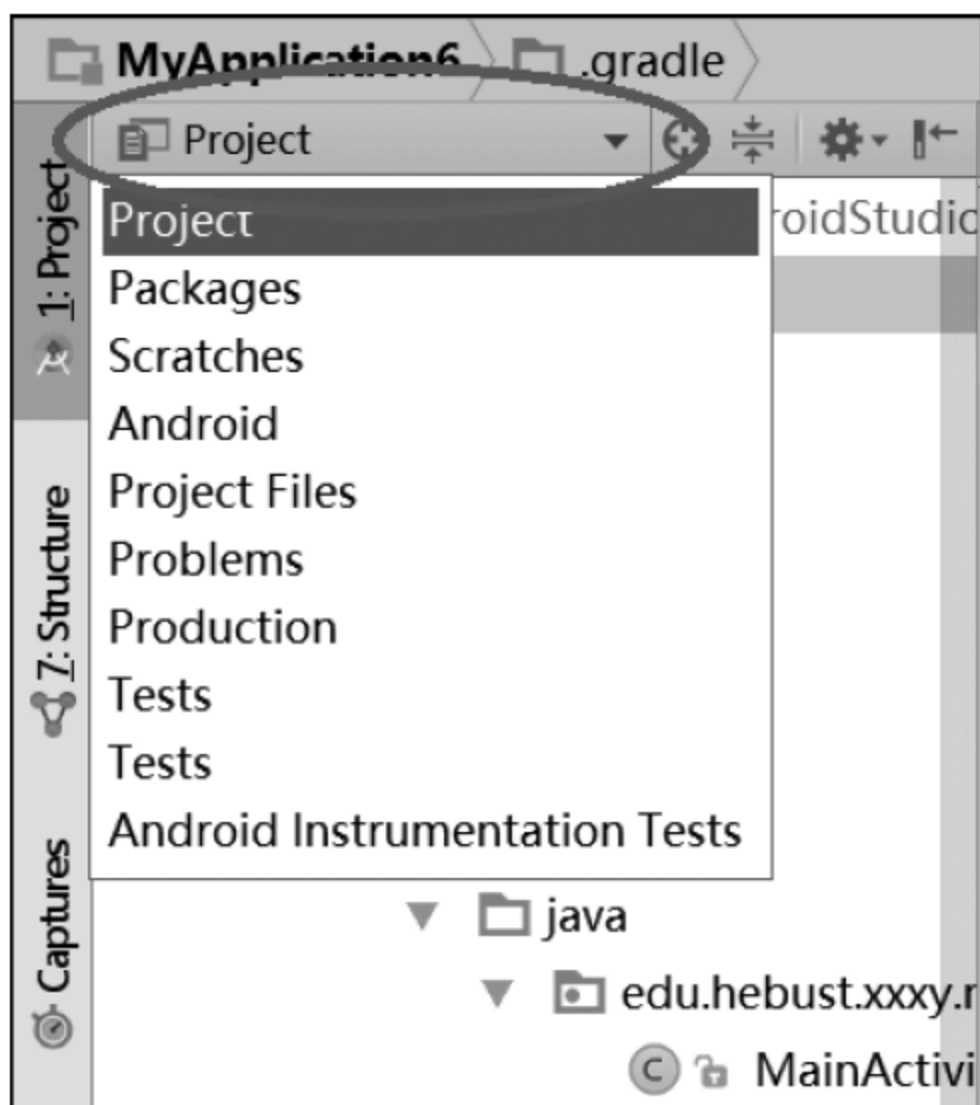 MyApplication6 .gradle
Project
1: Project
Project
roidStudio
Packages
Scratches
Android
Project Files
Problems
Production
Tests
Tests
Android Instrumentation Tests
7: Structure
Captures
java
edu.hebust.xxxy.
C MainActivi